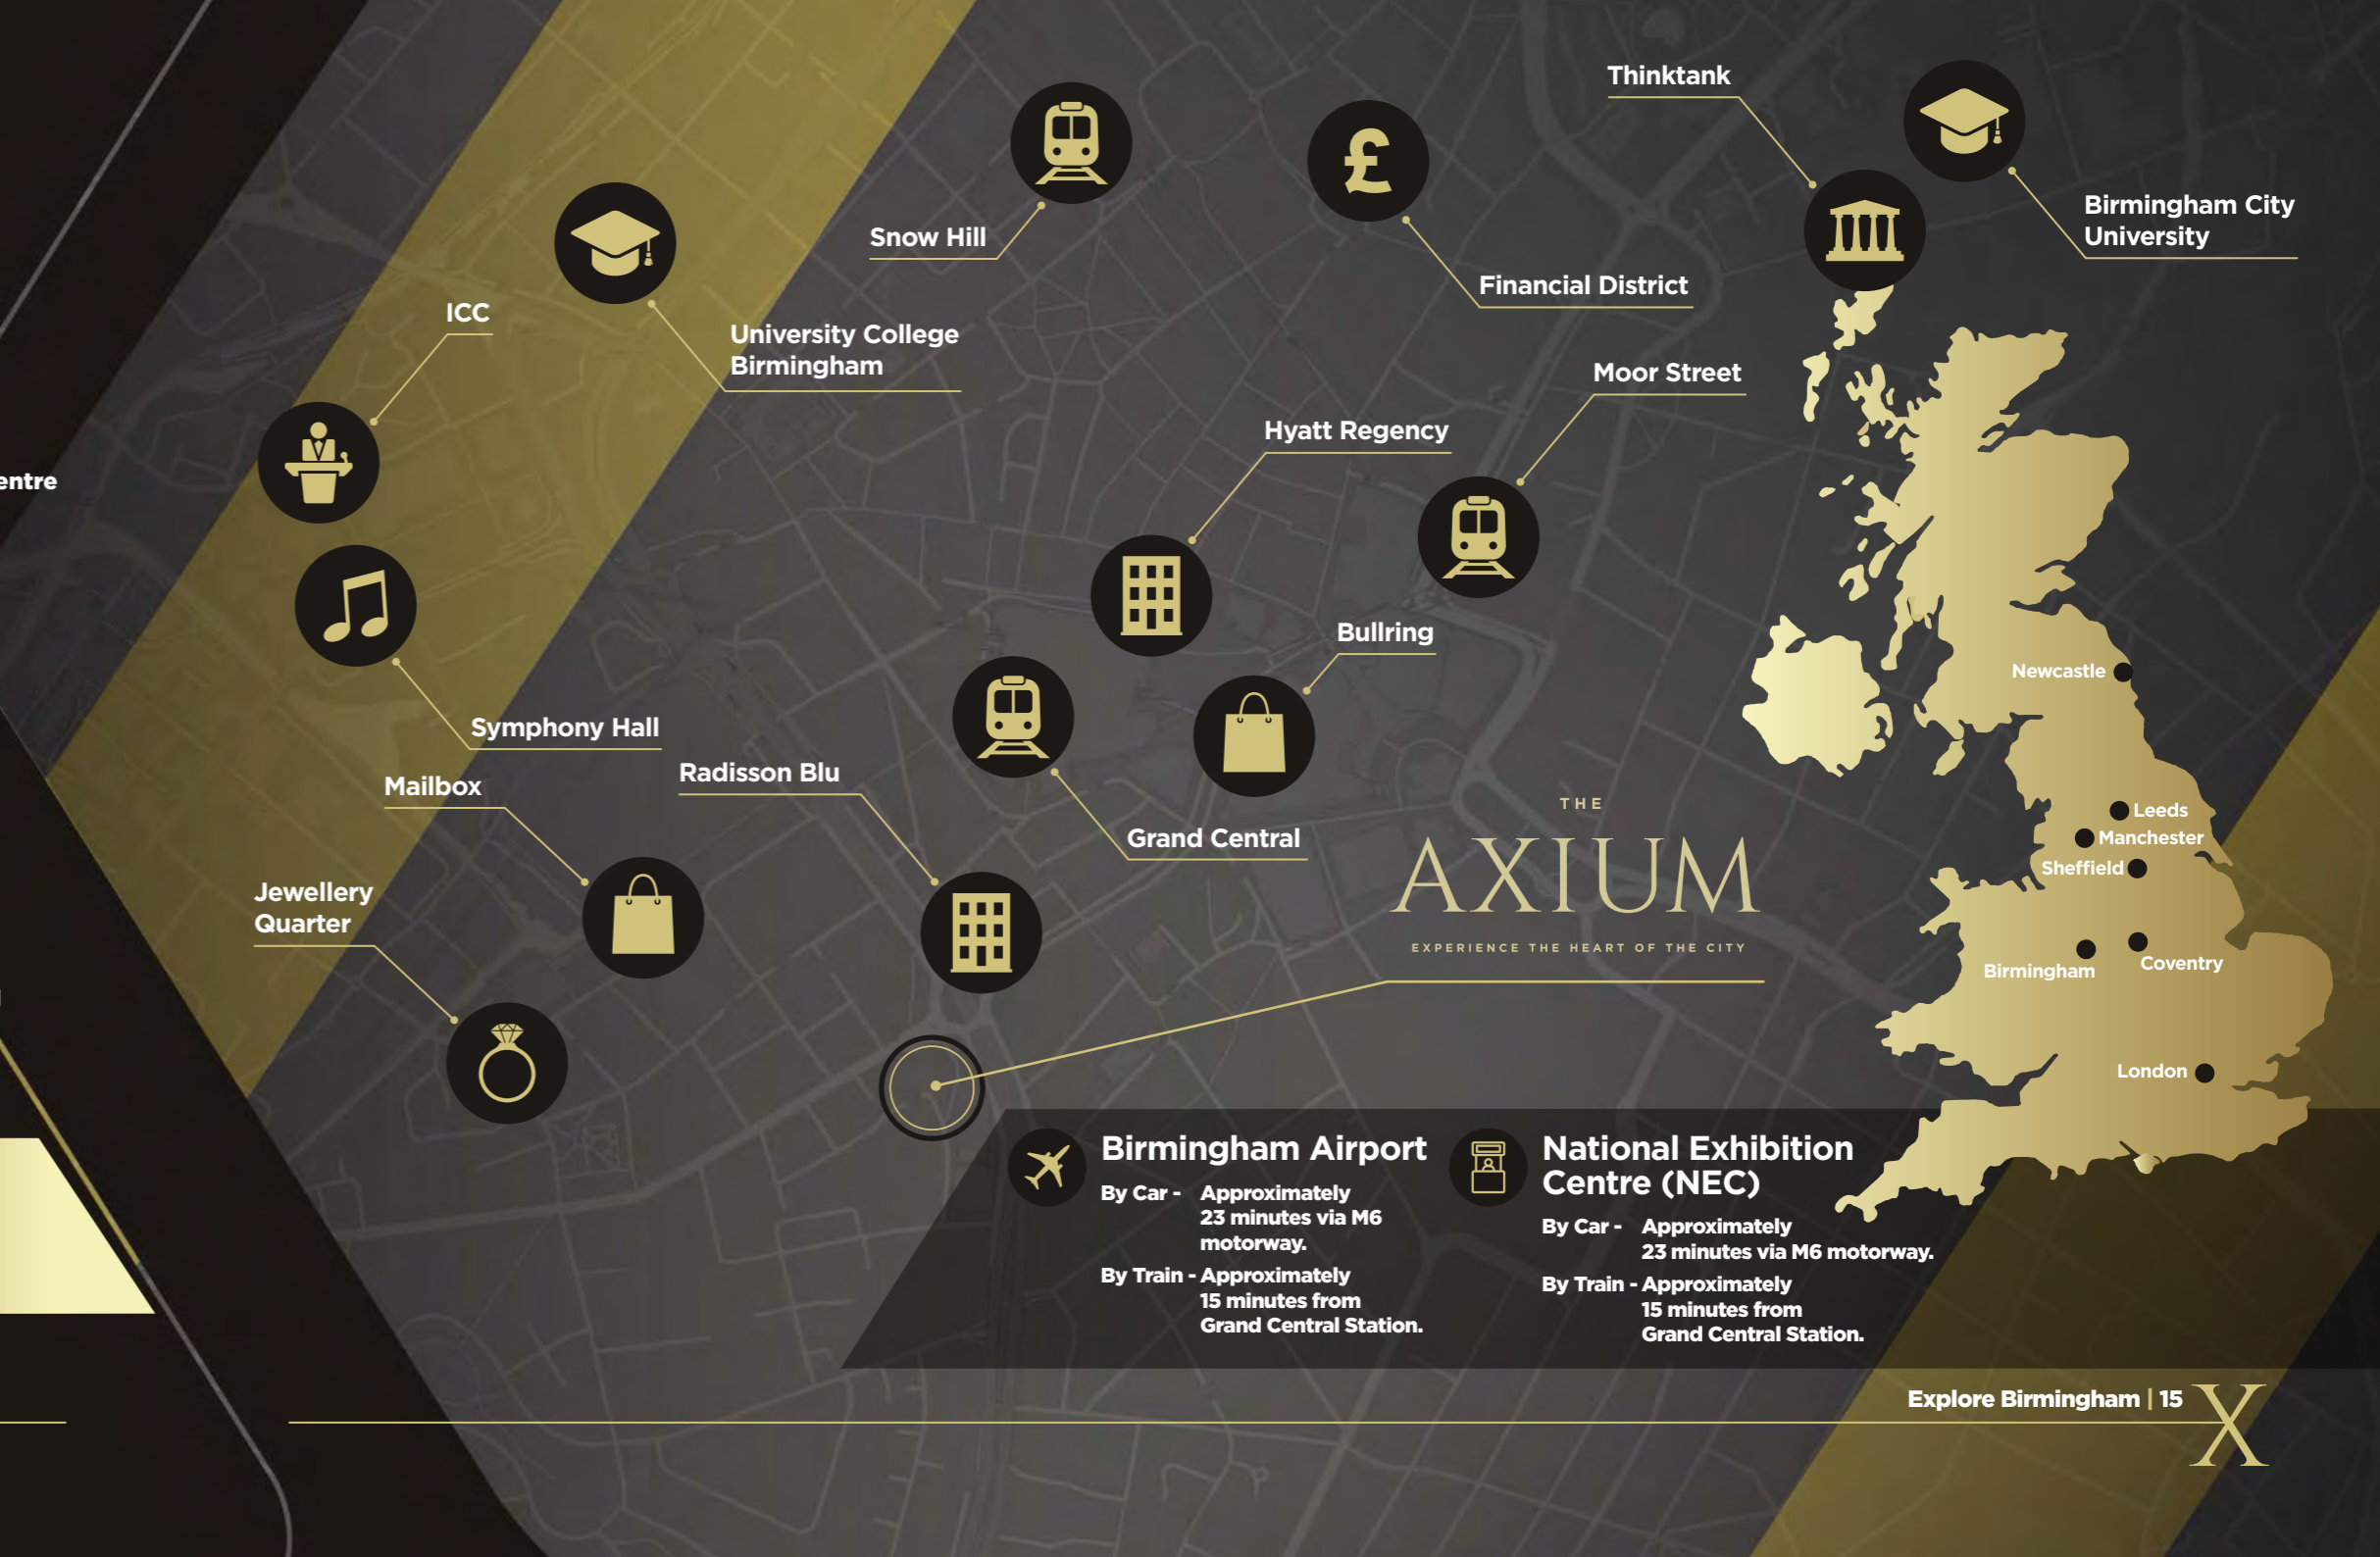 Thinktank
Birmingham City
University
Snow Hill
Financial District
ICC
University College
Birmingham
Moor Street
Hyatt Regency
entre
Bullring
Newcastle
Symphony Hall
Radisson Blu
Mailbox
Grand Central
THE
AXIUM
EXPERIENCE THE HEART OF THE CITY
Leeds
Manchester
Sheffield
Jewellery
Quarter
Birmingham
Coventry
London
Birmingham Airport
By Car - Approximately
23 minutes via M6
motorway.
By Train - Approximately
15 minutes from
Grand Central Station.
National Exhibition
Centre (NEC)
By Car - Approximately
23 minutes via M6 motorway.
By Train - Approximately
15 minutes from
Grand Central Station.
Explore Birmingham | 15
X